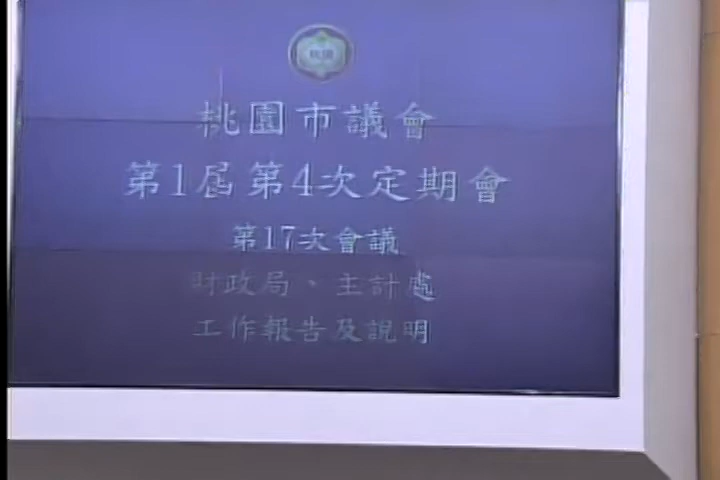 桃園市議會
第1屆第4次定期會
第17次會議
財政局、主計處
工作報告及說明